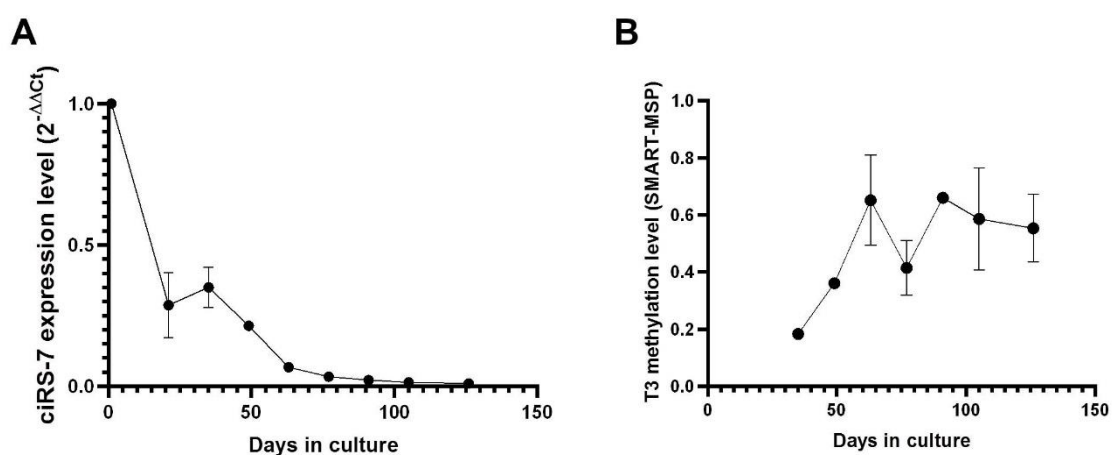 A
ciRS-7 expression level (2^-ΔΔCt)
1.0
0.5
0.0
0 50 100 150
Days in culture
B
T3 methylation level (SMART-MSP)
1.0
0.8
0.6
0.4
0.2
0.0
0 50 100 150
Days in culture